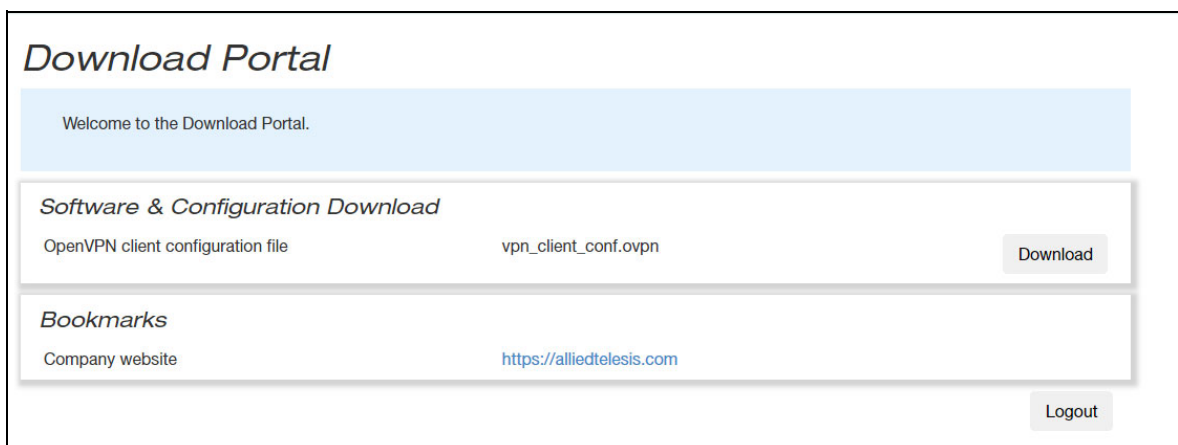 Download Portal
Welcome to the Download Portal.
Software & Configuration Download
OpenVPN client configuration file vpn_client_conf.ovpn Download
Bookmarks
Company website https://alliedtelesis.com
Logout